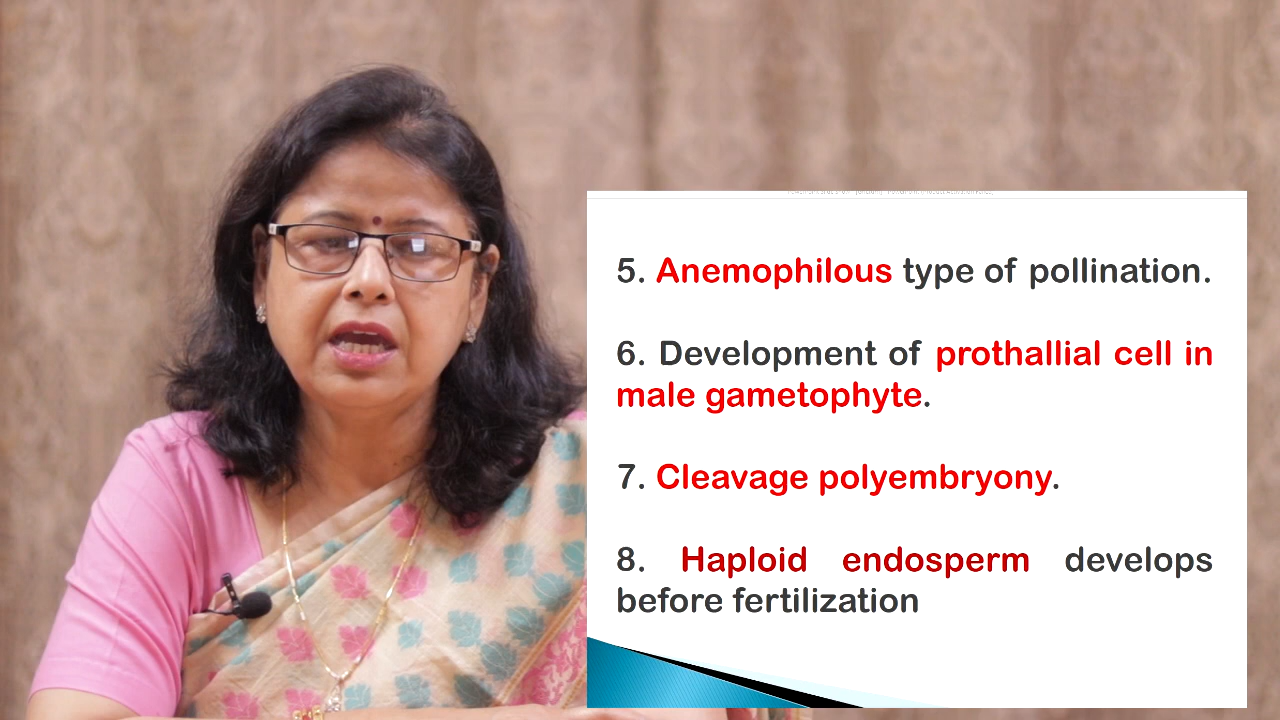 5. Anemophilous type of pollination.
6. Development of prothallial cell in
male gametophyte.
7. Cleavage polyembryony.
8. Haploid endosperm develops
before fertilization